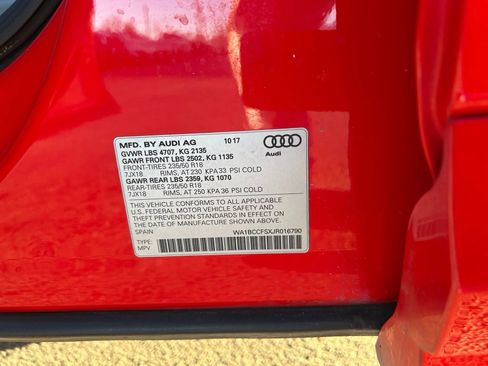 MFD. BY AUDI AG 10 17
GVWR LBS 4707, KG 2135
GAWR FRONT LBS 2502, KG 1135
FRONT-TIRES 235/50 R18
7JX18 RIMS, AT 230 KPA 33 PSI COLD
GAWR REAR LBS 2359, KG 1070
REAR-TIRES 235/50 R18
7JX18 RIMS, AT 250 KPA 36 PSI COLD
Audi
THIS VEHICLE CONFORMS TO ALL APPLICABLE
U.S. FEDERAL MOTOR VEHICLE SAFETY AND
THEFT PREVENTION STANDARDS IN EFFECT ON
THE DATE OF MANUFACTURE SHOWN ABOVE.
WA1BCCFSXJR016790
TYPE:
MPV